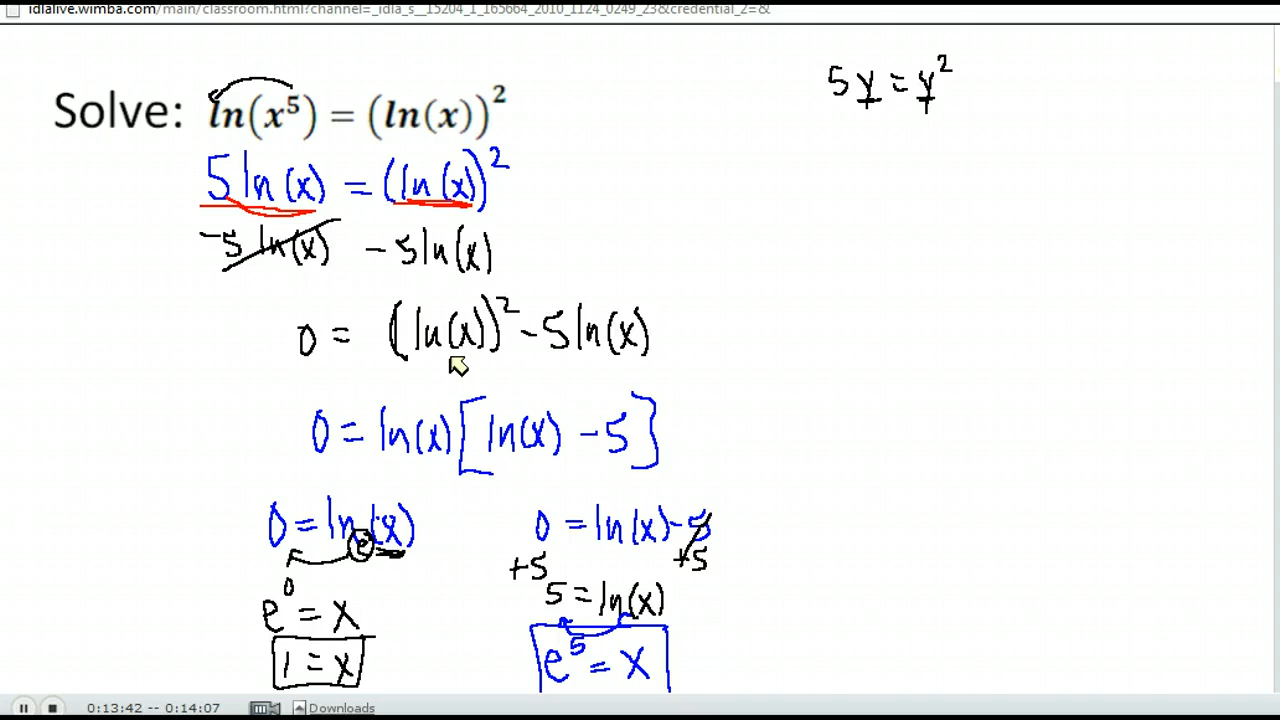 idlalive.wimba.com/main/classroom.html?channel=_idla_s__15204_1_165664_2010_1124_0249_23&credential_2=&
5y = y²
Solve: ln(x⁵) = (ln(x))²
5 ln(x) = (ln(x))²
-5 ln(x) -5 ln(x)
0 = (ln(x))² - 5 ln(x)
0 = ln(x)[ln(x) - 5]
0 = ln_e(x) 0 = ln(x) - 5
+5 +5
5 = ln(x)
e⁰ = x
1 = x e⁵ = x
0:13:42 -- 0:14:07 Downloads